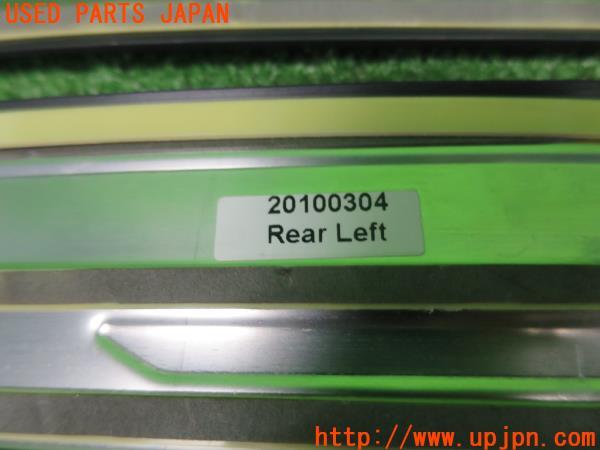 USED PARTS JAPAN
20100304
Rear Left
http://www.upjpn.com